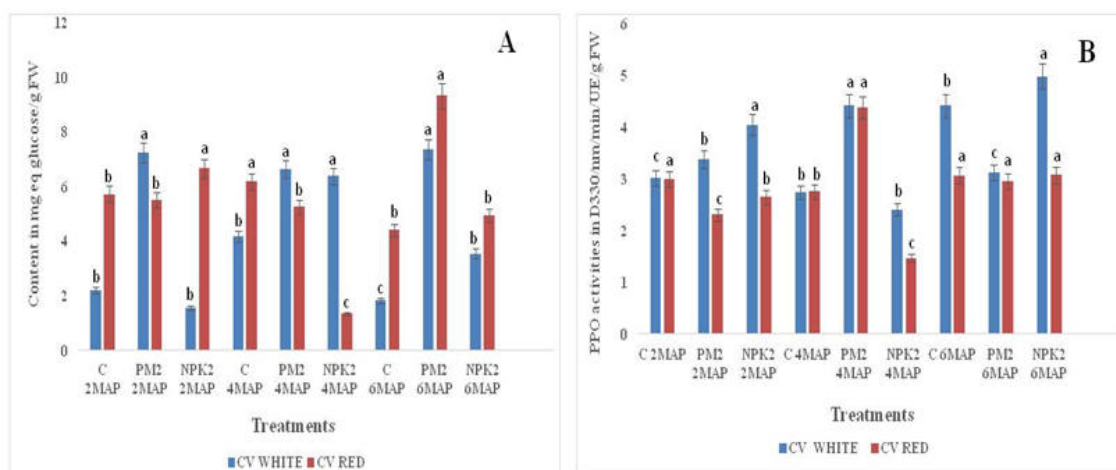 A
Content in mg eq glucose/g FW
12
10
8
6
4
2
0
b b a b b a b a a b a c c b a a b b
C 2MAP PM2 2MAP NPK2 2MAP C 4MAP PM2 4MAP NPK2 4MAP C 6MAP PM2 6MAP NPK2 6MAP
Treatments
CV WHITE CV RED
B
PPO activities in D330/nm/min/UE/g FW
6
5
4
3
2
1
0
c a b c a b b b a a b c b a c a a a
C 2MAP PM2 2MAP NPK2 2MAP C 4MAP PM2 4MAP NPK2 4MAP C 6MAP PM2 6MAP NPK2 6MAP
Treatments
CV WHITE CV RED